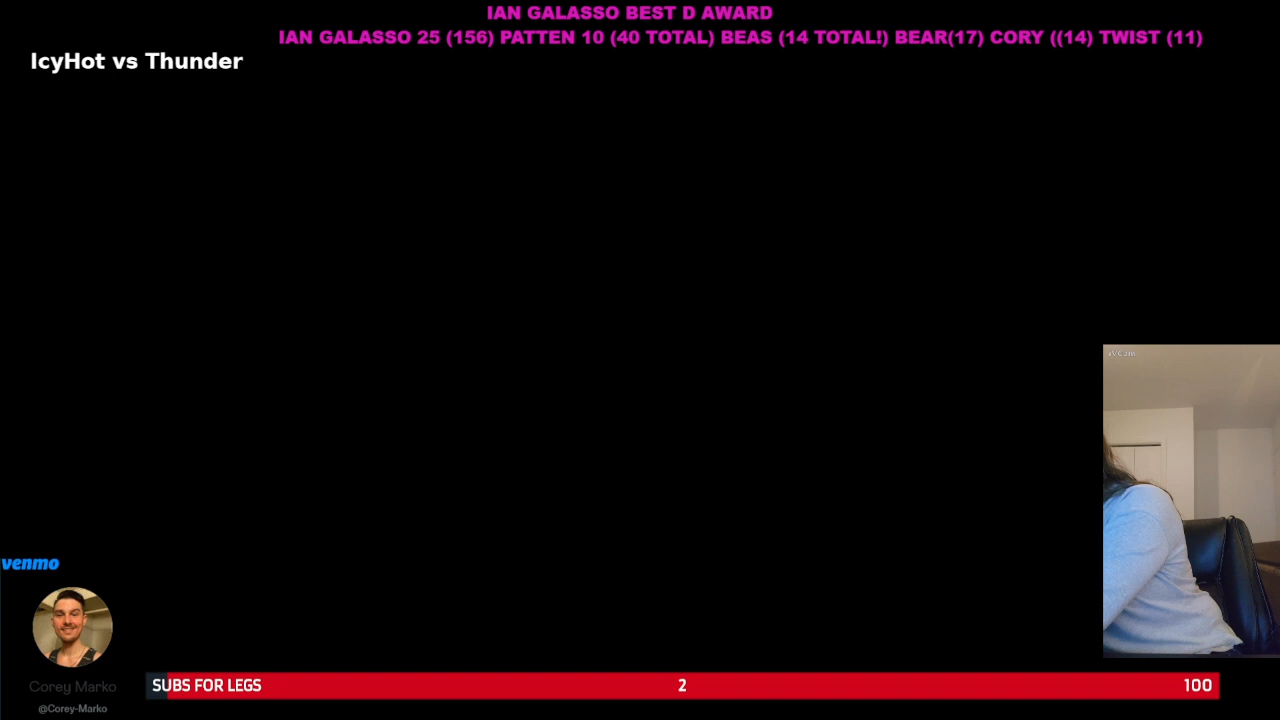 IAN GALASSO BEST D AWARD
IAN GALASSO 25 (156) PATTEN 10 (40 TOTAL) BEAS (14 TOTAL!) BEAR(17) CORY ((14) TWIST (11)
IcyHot vs Thunder
venmo
Corey Marko
@Corey-Marko
SUBS FOR LEGS 2 100